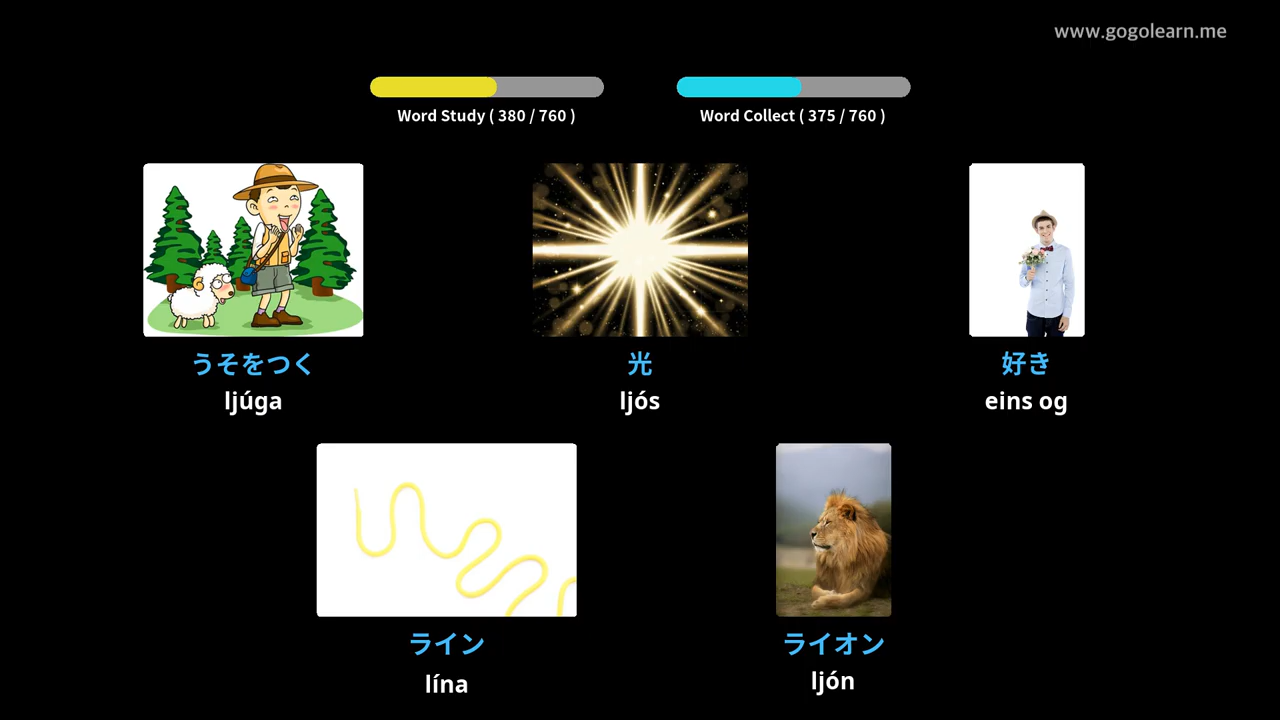 www.gogolearn.me
Word Study ( 380 / 760 )
Word Collect ( 375 / 760 )
うそをつく
ljúga
光
ljós
好き
eins og
ライン
lína
ライオン
ljón